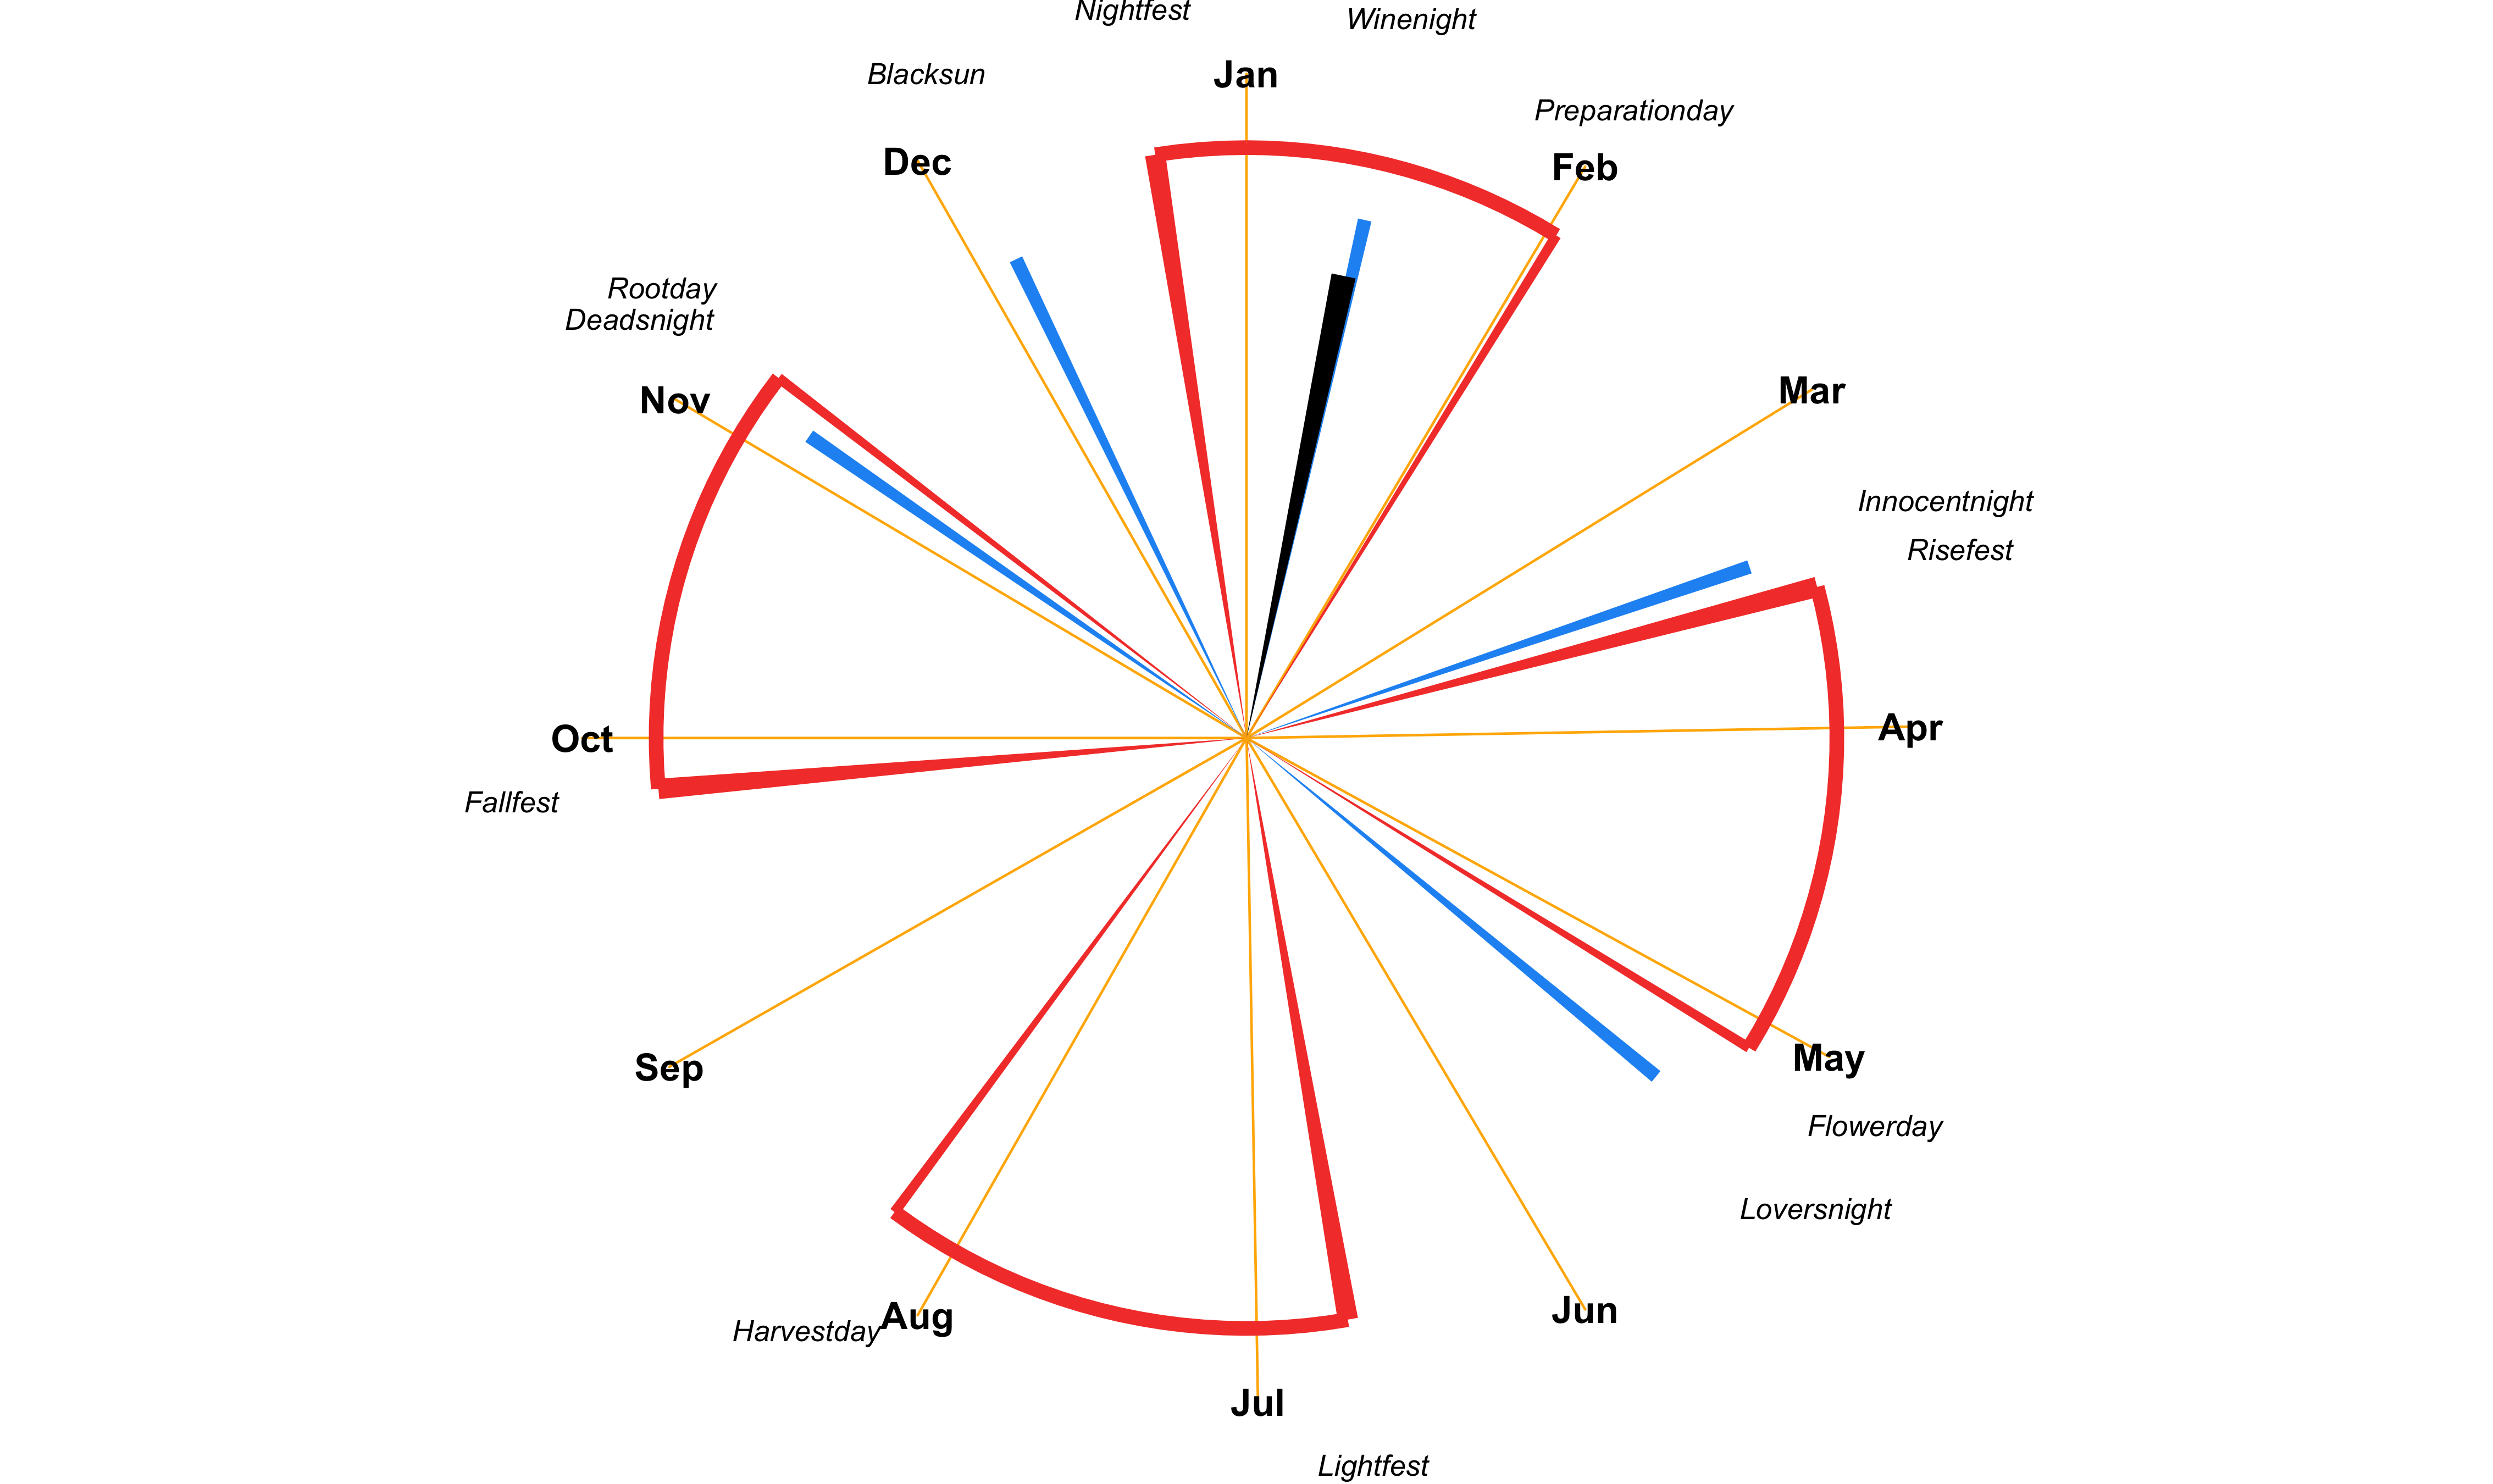 Nightfest
Winenight
Blacksun
Jan
Preparationday
Dec
Feb
Rootday
Deadsnight
Nov
Mar
Innocentnight
Risefest
Oct
Apr
Fallfest
Sep
May
Flowerday
Loversnight
Harvestday
Aug
Jun
Jul
Lightfest